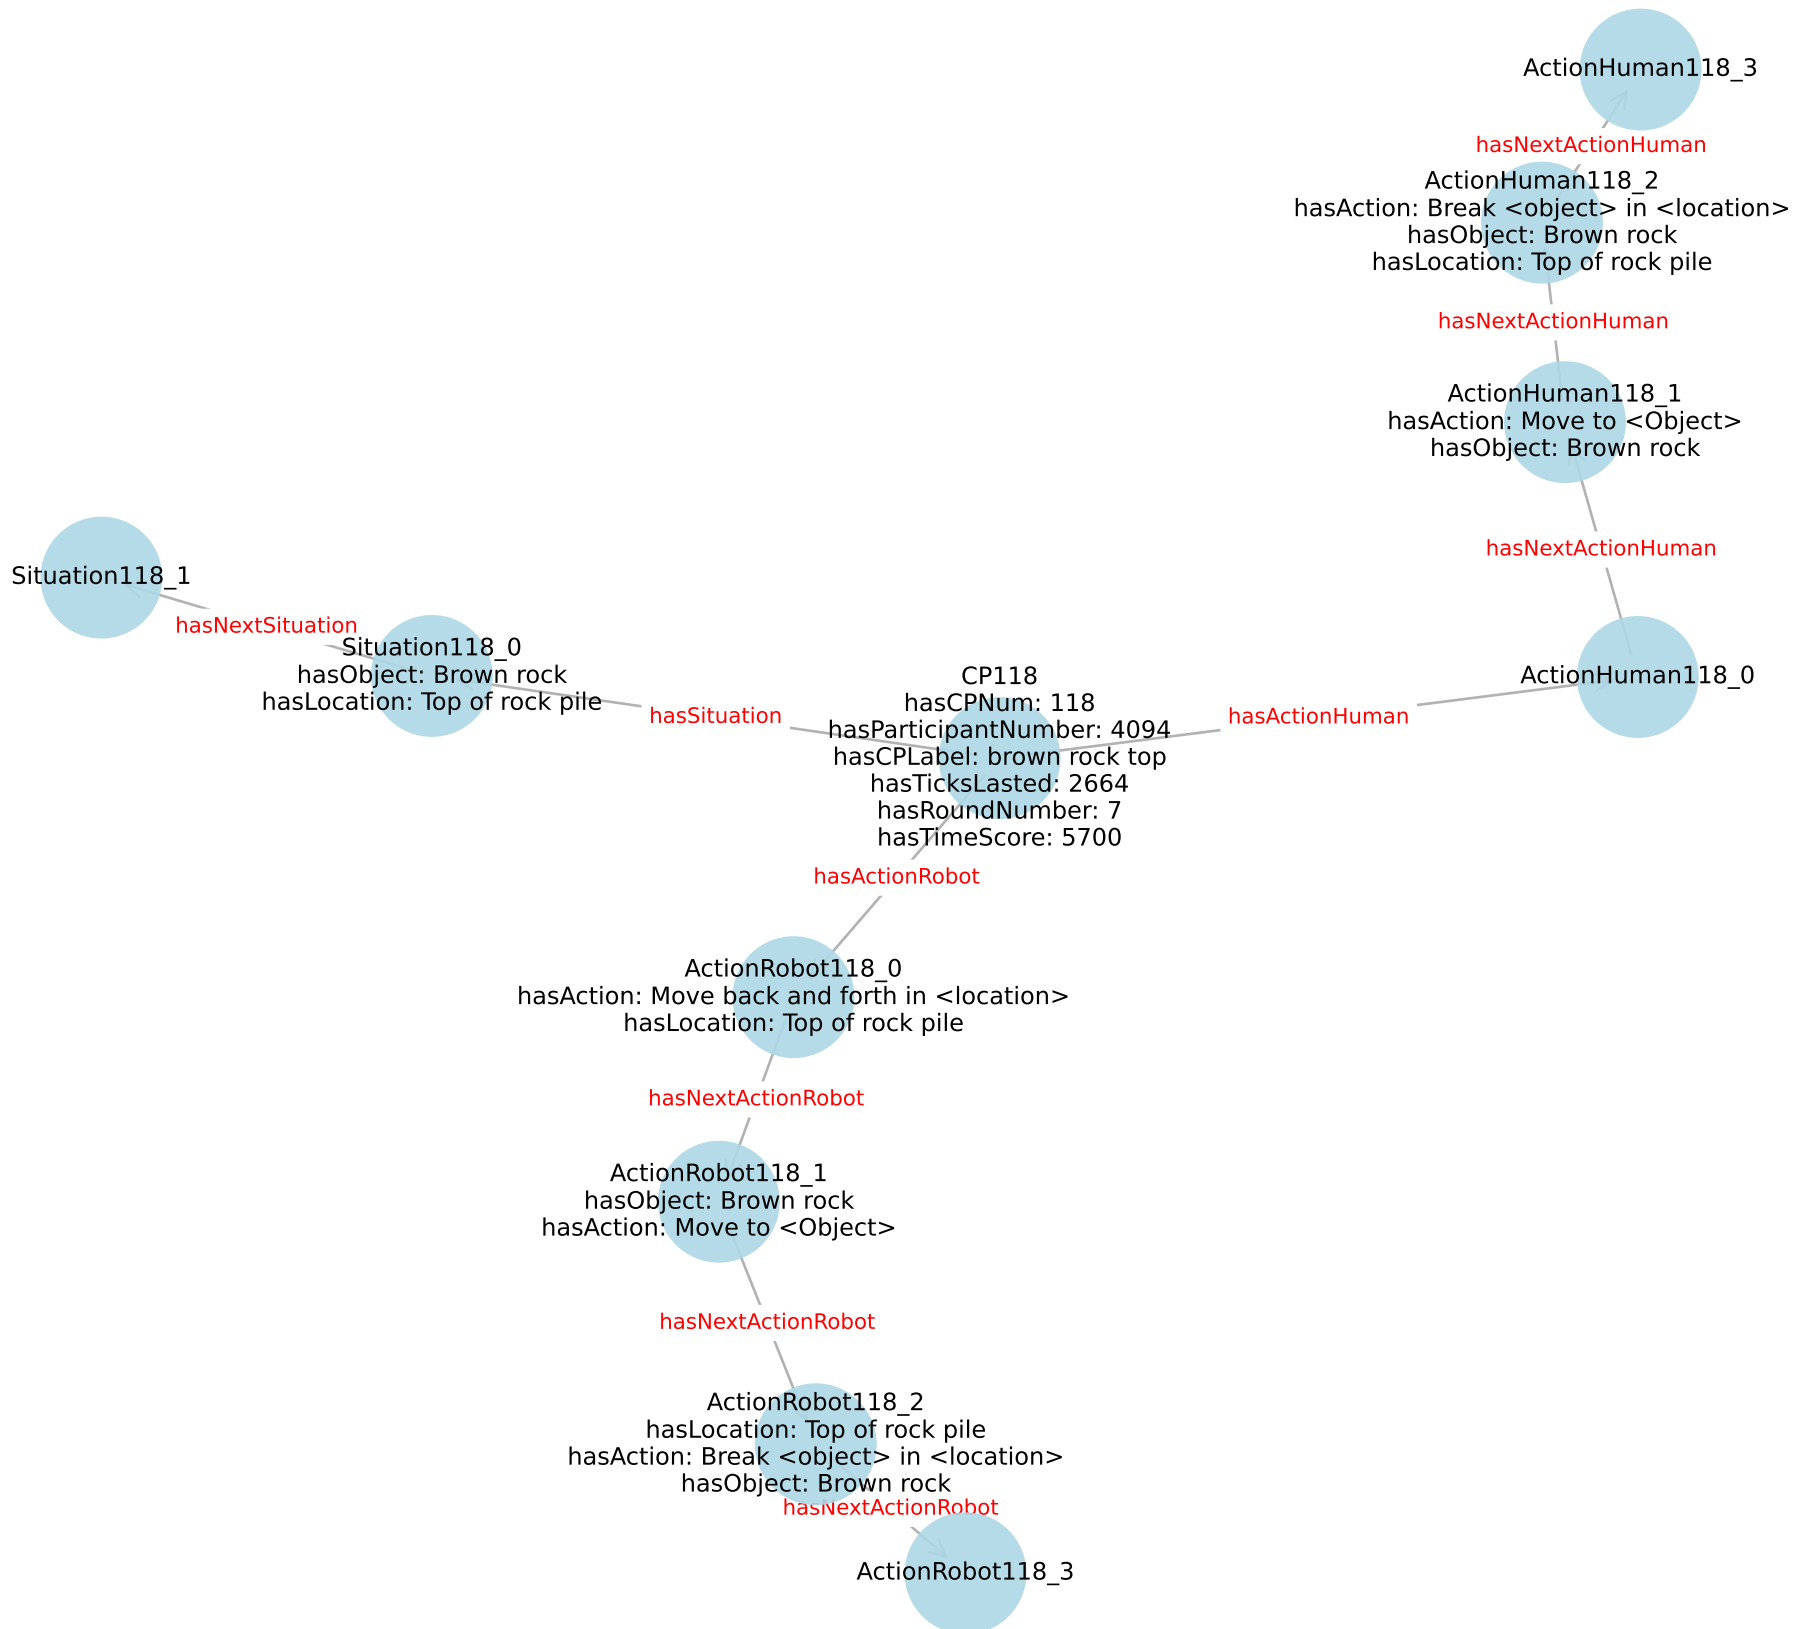 ActionHuman118_3
hasNextActionHuman
ActionHuman118_2
hasAction: Break <object> in <location>
hasObject: Brown rock
hasLocation: Top of rock pile
hasNextActionHuman
ActionHuman118_1
hasAction: Move to <Object>
hasObject: Brown rock
hasNextActionHuman
ActionHuman118_0
hasActionHuman
Situation118_1
hasNextSituation
Situation118_0
hasObject: Brown rock
hasLocation: Top of rock pile
hasSituation
CP118
hasCPNum: 118
hasParticipantNumber: 4094
hasCPLabel: brown rock top
hasTicksLasted: 2664
hasRoundNumber: 7
hasTimeScore: 5700
hasActionRobot
ActionRobot118_0
hasAction: Move back and forth in <location>
hasLocation: Top of rock pile
hasNextActionRobot
ActionRobot118_1
hasObject: Brown rock
hasAction: Move to <Object>
hasNextActionRobot
ActionRobot118_2
hasLocation: Top of rock pile
hasAction: Break <object> in <location>
hasObject: Brown rock
hasNextActionRobot
ActionRobot118_3